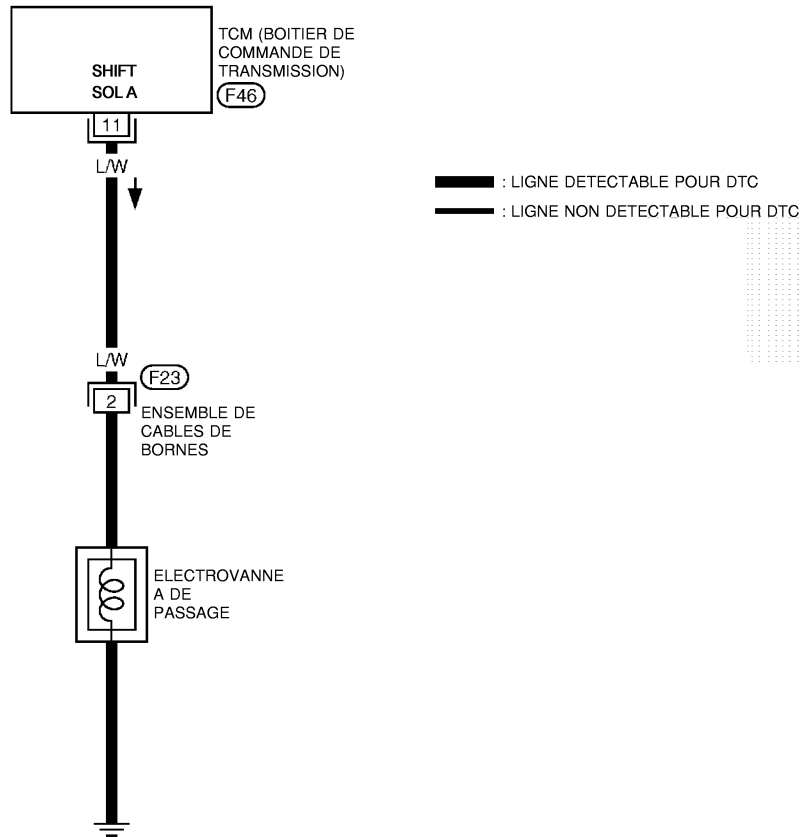 TCM (BOITIER DE
COMMANDE DE
TRANSMISSION)
F46
SHIFT
SOL A
11
L/W
: LIGNE DETECTABLE POUR DTC
: LIGNE NON DETECTABLE POUR DTC
L/W
F23
2
ENSEMBLE DE
CABLES DE
BORNES
ELECTROVANNE
A DE
PASSAGE